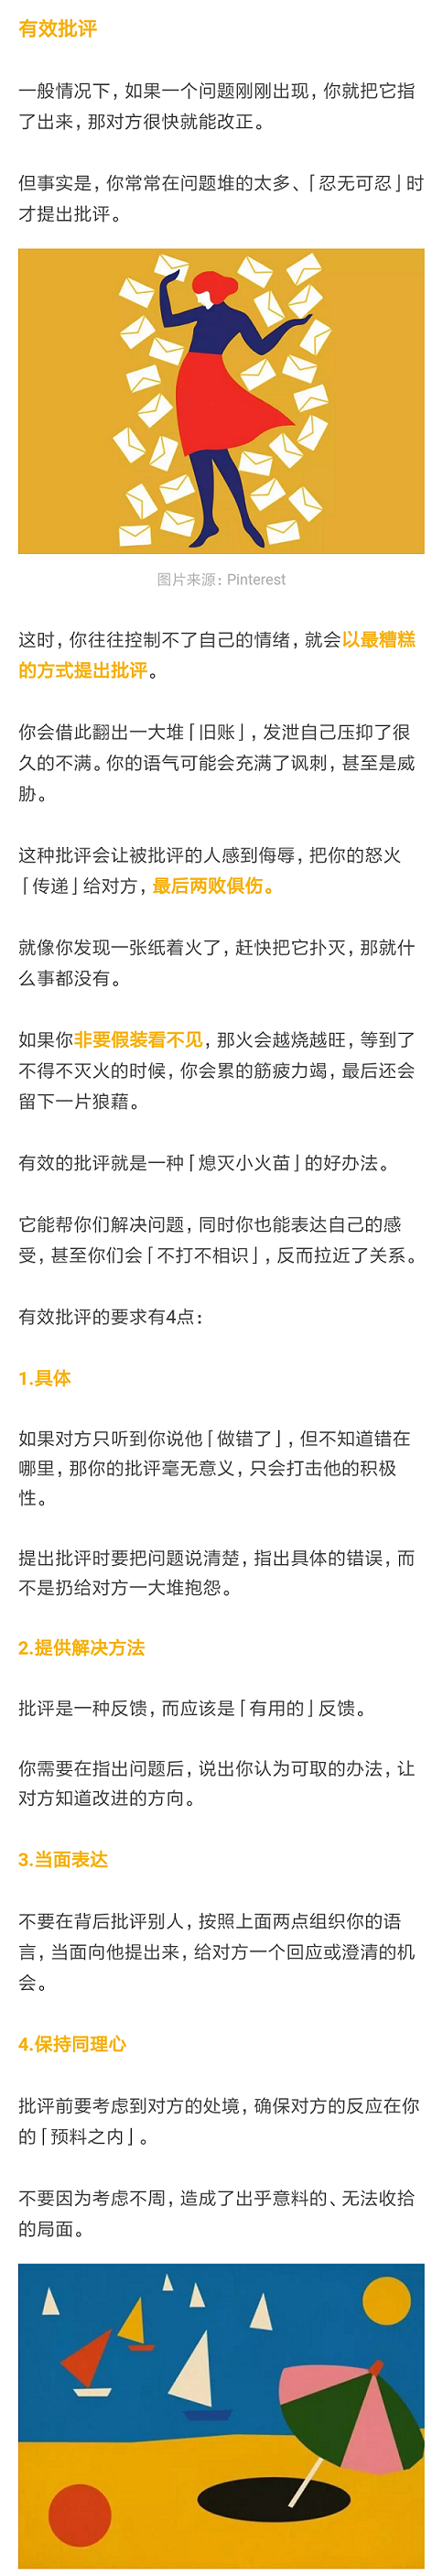 有效批评
一般情况下，如果一个问题刚刚出现，你就把它指
了出来，那对方很快就能改正。
但事实是，你常常在问题堆的太多、「忍无可忍」时
才提出批评。
图片来源：Pinterest
这时，你往往控制不了自己的情绪，就会以最糟糕
的方式提出批评。
你会借此翻出一大堆「旧账」，发泄自己压抑了很
久的不满。你的语气可能会充满了讽刺，甚至是威
胁。
这种批评会让被批评的人感到侮辱，把你的怒火
「传递」给对方，最后两败俱伤。
就像你发现一张纸着火了，赶快把它扑灭，那就什
么事都没有。
如果你非要假装看不见，那火会越烧越旺，等到了
不得不灭火的时候，你会累的筋疲力竭，最后还会
留下一片狼藉。
有效的批评就是一种「熄灭小火苗」的好办法。
它能帮你们解决问题，同时你也能表达自己的感
受，甚至你们会「不打不相识」，反而拉近了关系。
有效批评的要求有4点：
1.具体
如果对方只听到你说他「做错了」，但不知道错在
哪里，那你的批评毫无意义，只会打击他的积极
性。
提出批评时要把问题说清楚，指出具体的错误，而
不是扔给对方一大堆抱怨。
2.提供解决方法
批评是一种反馈，而应该是「有用的」反馈。
你需要在指出问题后，说出你认为可取的办法，让
对方知道改进的方向。
3.当面表达
不要在背后批评别人，按照上面两点组织你的语
言，当面向他提出来，给对方一个回应或澄清的机
会。
4.保持同理心
批评前要考虑到对方的处境，确保对方的反应在你
的「预料之内」。
不要因为考虑不周，造成了出乎意料的、无法收拾
的局面。